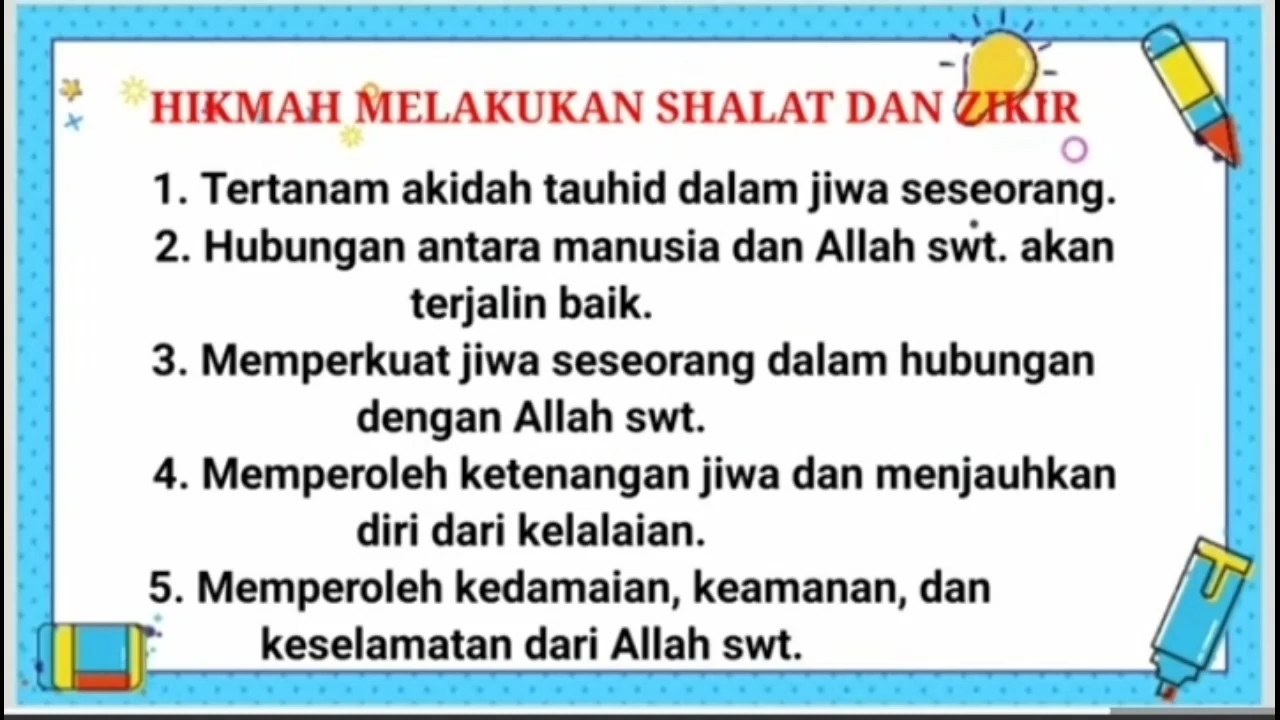 HIKMAH MELAKUKAN SHALAT DAN ZIKIR
1. Tertanam akidah tauhid dalam jiwa seseorang.
2. Hubungan antara manusia dan Allah swt. akan
terjalin baik.
3. Memperkuat jiwa seseorang dalam hubungan
dengan Allah swt.
4. Memperoleh ketenangan jiwa dan menjauhkan
diri dari kelalaian.
5. Memperoleh kedamaian, keamanan, dan
keselamatan dari Allah swt.